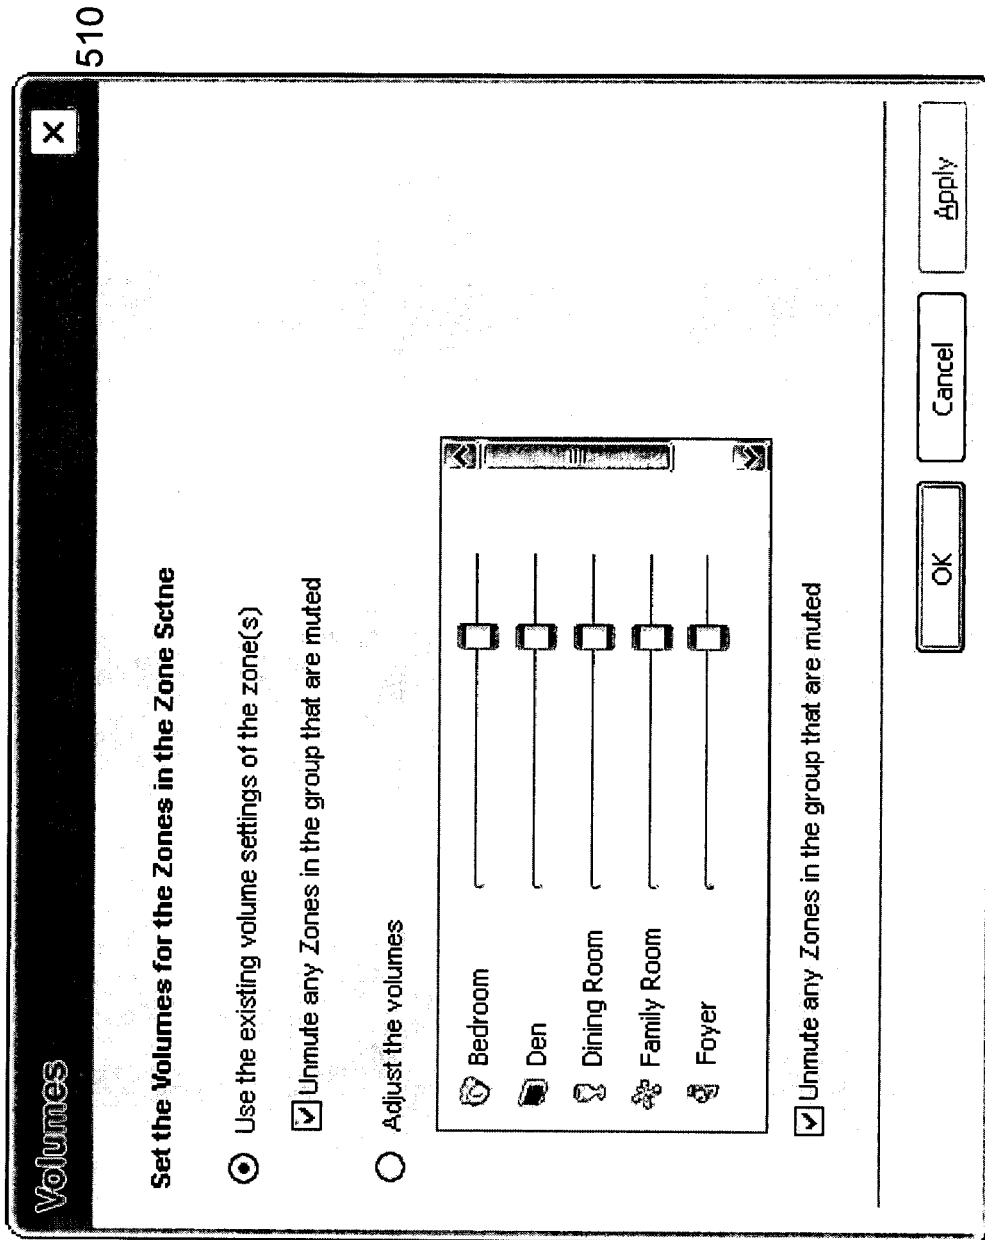 510
Volumes
Set the Volumes for the Zones in the Zone Sctne
Use the existing volume settings of the zone(s)
Unmute any Zones in the group that are muted
Adjust the volumes
Bedroom
Den
Dining Room
Family Room
Foyer
Unmute any Zones in the group that are muted
OK
Cancel
Apply